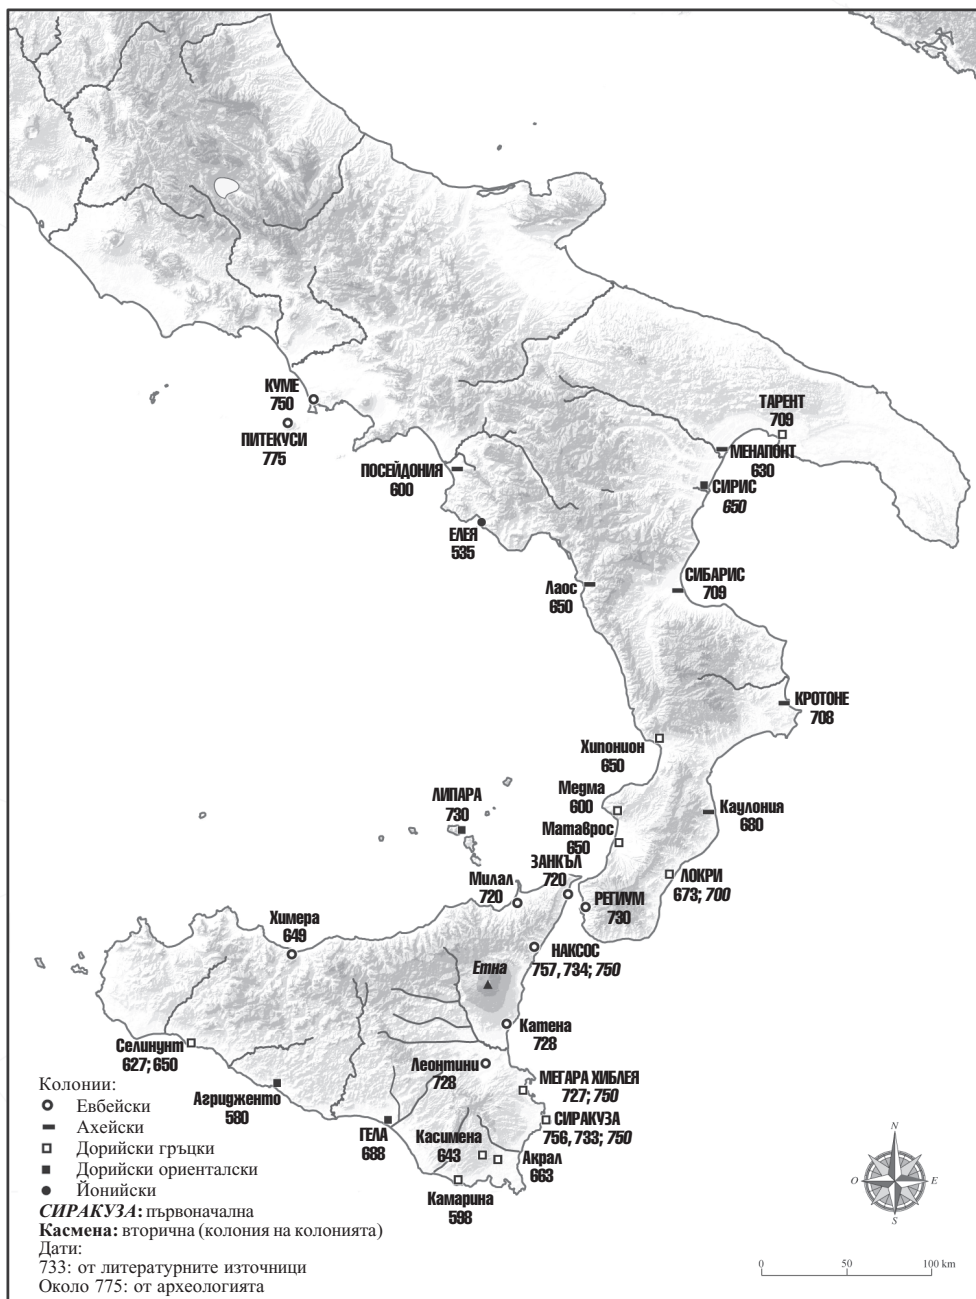 КУМЕ
750
ПИТЕКУСИ
775
ТАРЕНТ
709
МЕНАПОНТ
630
ПОСЕЙДОНИЯ
600
СИРИС
650
ЕЛЕЯ
535
Лаос
650
СИБАРИС
709
КРОТОНЕ
708
Хипонион
650
Медма
600
ЛИПАРА
730
Каулония
680
Матаврос
650
ЗАНКЪЛ
720
Милал
720
ЛОКРИ
673; 700
РЕГИУМ
730
Химера
649
НАКСОС
757, 734; 750
Етна
Катена
728
Селинунт
627; 650
Леонтини
728
МЕГАРА ХИБЛЕЯ
727; 750
Агридженто
580
СИРАКУЗА
756, 733; 750
ГЕЛА
688
Касимена
643
Акрал
663
Камарина
598
Колонии:
Евбейски
Ахейски
Дорийски гръцки
Дорийски ориенталски
Йонийски
СИРАКУЗА: първоначална
Касмена: вторична (колония на колонията)
Дати:
733: от литературните източници
Около 775: от археологията
N
O E
S
0 50 100 km